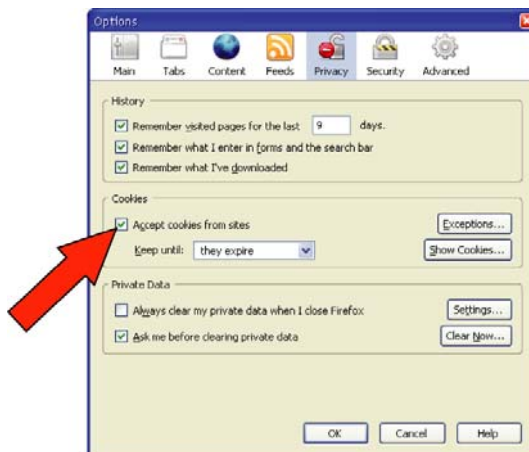 Options
Main Tabs Content Feeds Privacy Security Advanced
History
Remember visited pages for the last 9 days.
Remember what I enter in forms and the search bar
Remember what I've downloaded
Cookies
Accept cookies from sites Exceptions...
Keep until: they expire Show Cookies...
Private Data
Always clear my private data when I close Firefox Settings...
Ask me before clearing private data Clear Now...
OK Cancel Help